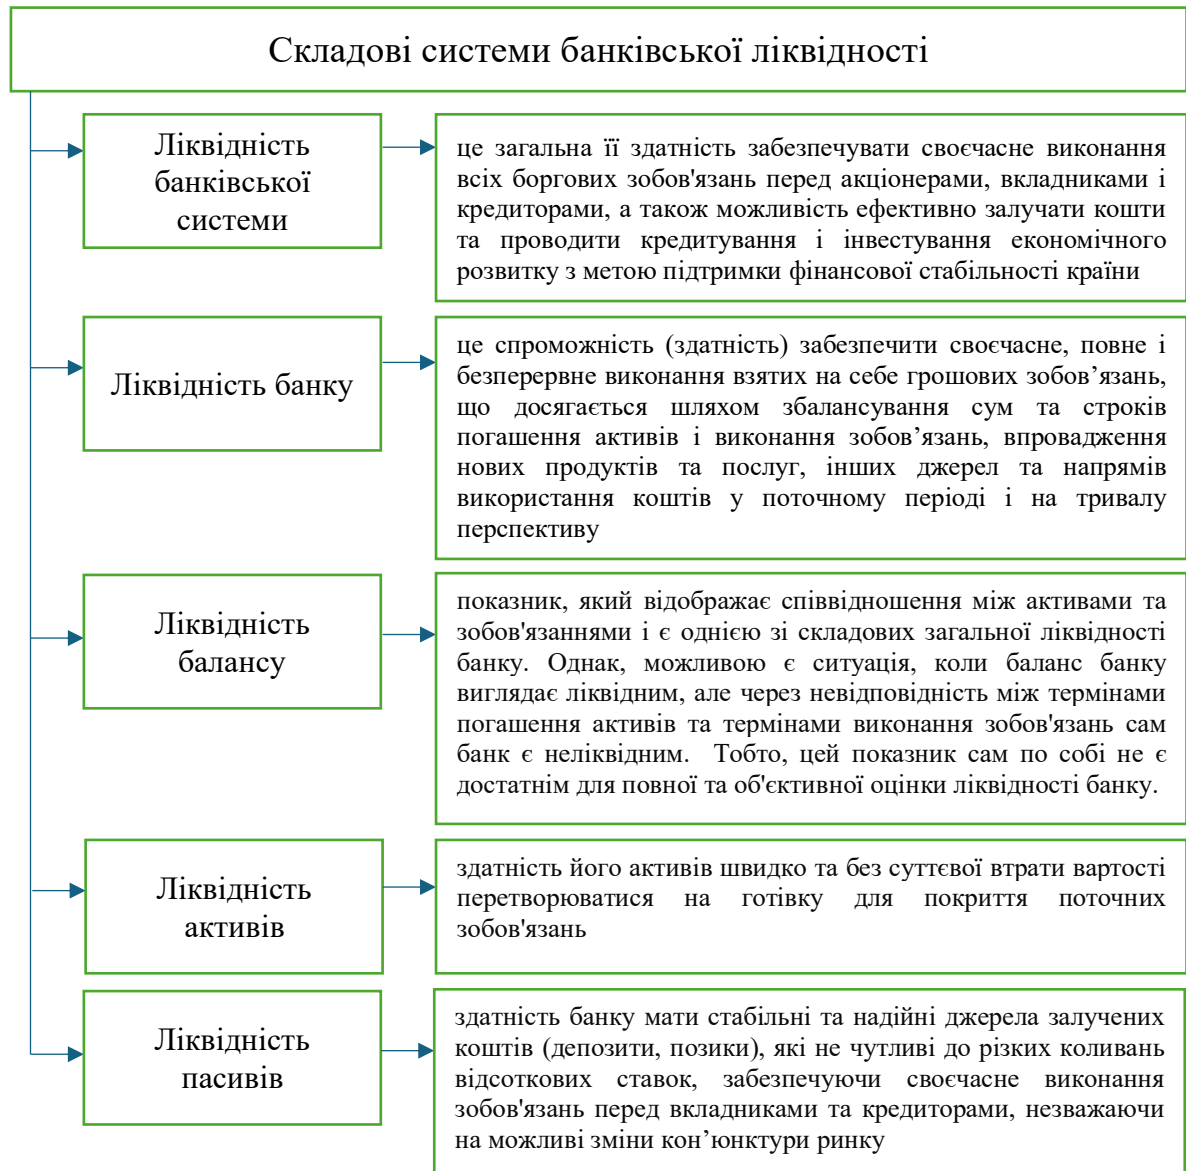 Складові системи банківської ліквідності
Ліквідність
банківської
системи
це загальна її здатність забезпечувати своєчасне виконання
всіх боргових зобов'язань перед акціонерами, вкладниками і
кредиторами, а також можливість ефективно залучати кошти
та проводити кредитування і інвестування економічного
розвитку з метою підтримки фінансової стабільності країни
Ліквідність банку
це спроможність (здатність) забезпечити своєчасне, повне і
безперервне виконання взятих на себе грошових зобов’язань,
що досягається шляхом збалансування сум та строків
погашення активів і виконання зобов’язань, впровадження
нових продуктів та послуг, інших джерел та напрямів
використання коштів у поточному періоді і на тривалу
перспективу
Ліквідність
балансу
показник, який відображає співвідношення між активами та
зобов'язаннями і є однією зі складових загальної ліквідності
банку. Однак, можливою є ситуація, коли баланс банку
виглядає ліквідним, але через невідповідність між термінами
погашення активів та термінами виконання зобов'язань сам
банк є неліквідним. Тобто, цей показник сам по собі не є
достатнім для повної та об'єктивної оцінки ліквідності банку.
Ліквідність
активів
здатність його активів швидко та без суттєвої втрати вартості
перетворюватися на готівку для покриття поточних
зобов'язань
Ліквідність
пасивів
здатність банку мати стабільні та надійні джерела залучених
коштів (депозити, позики), які не чутливі до різких коливань
відсоткових ставок, забезпечуючи своєчасне виконання
зобов'язань перед вкладниками та кредиторами, незважаючи
на можливі зміни кон’юнктури ринку